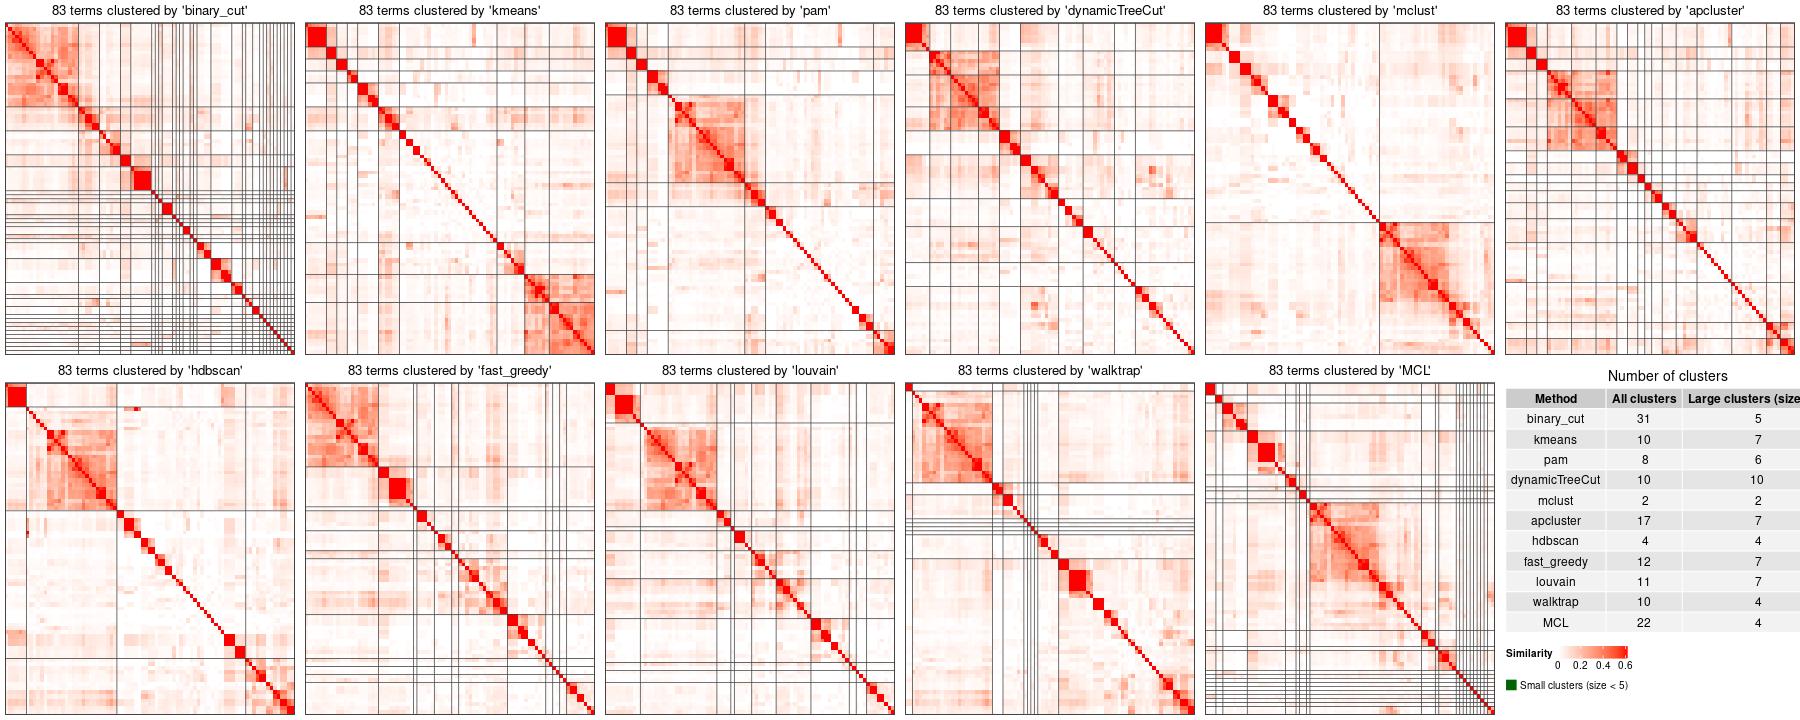 83 terms clustered by 'binary_cut'
83 terms clustered by 'kmeans'
83 terms clustered by 'pam'
83 terms clustered by 'dynamicTreeCut'
83 terms clustered by 'mclust'
83 terms clustered by 'apcluster'
83 terms clustered by 'hdbscan'
83 terms clustered by 'fast_greedy'
83 terms clustered by 'louvain'
83 terms clustered by 'walktrap'
83 terms clustered by 'MCL'
Number of clusters
Method All clusters Large clusters (size
binary_cut 31 5
kmeans 10 7
pam 8 6
dynamicTreeCut 10 10
mclust 2 2
apcluster 17 7
hdbscan 4 4
fast_greedy 12 7
louvain 11 7
walktrap 10 4
MCL 22 4
Similarity
0 0.2 0.4 0.6
Small clusters (size < 5)